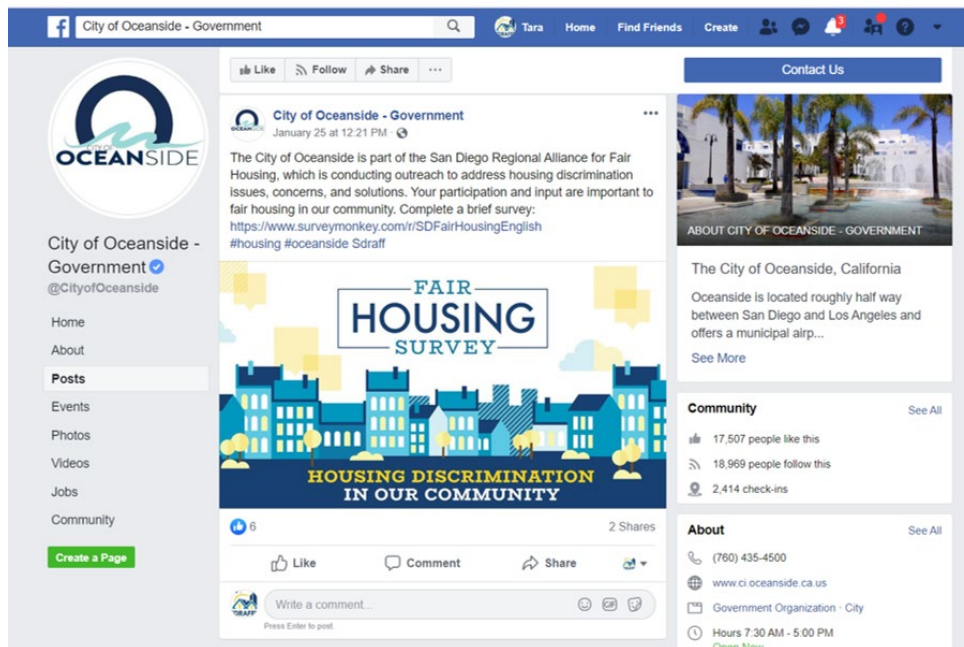 City of Oceanside - Government
Tara
Home
Find Friends
Create
3
CITY OF
OCEANSIDE
City of Oceanside -
Government
@CityofOceanside
Home
About
Posts
Events
Photos
Videos
Jobs
Community
Create a Page
Like
Follow
Share
...
City of Oceanside - Government
January 25 at 12:21 PM ·
The City of Oceanside is part of the San Diego Regional Alliance for Fair
Housing, which is conducting outreach to address housing discrimination
issues, concerns, and solutions. Your participation and input are important to
fair housing in our community. Complete a brief survey:
https://www.surveymonkey.com/r/SDFairHousingEnglish
#housing #oceanside Sdraff
FAIR
HOUSING
SURVEY
HOUSING DISCRIMINATION
IN OUR COMMUNITY
6
2 Shares
Like
Comment
Share
Write a comment...
GIF
Press Enter to post.
Contact Us
ABOUT CITY OF OCEANSIDE - GOVERNMENT
The City of Oceanside, California
Oceanside is located roughly half way
between San Diego and Los Angeles and
offers a municipal airp...
See More
Community
See All
17,507 people like this
18,969 people follow this
2,414 check-ins
About
See All
(760) 435-4500
www.ci.oceanside.ca.us
Government Organization · City
Hours 7:30 AM - 5:00 PM
Open Now